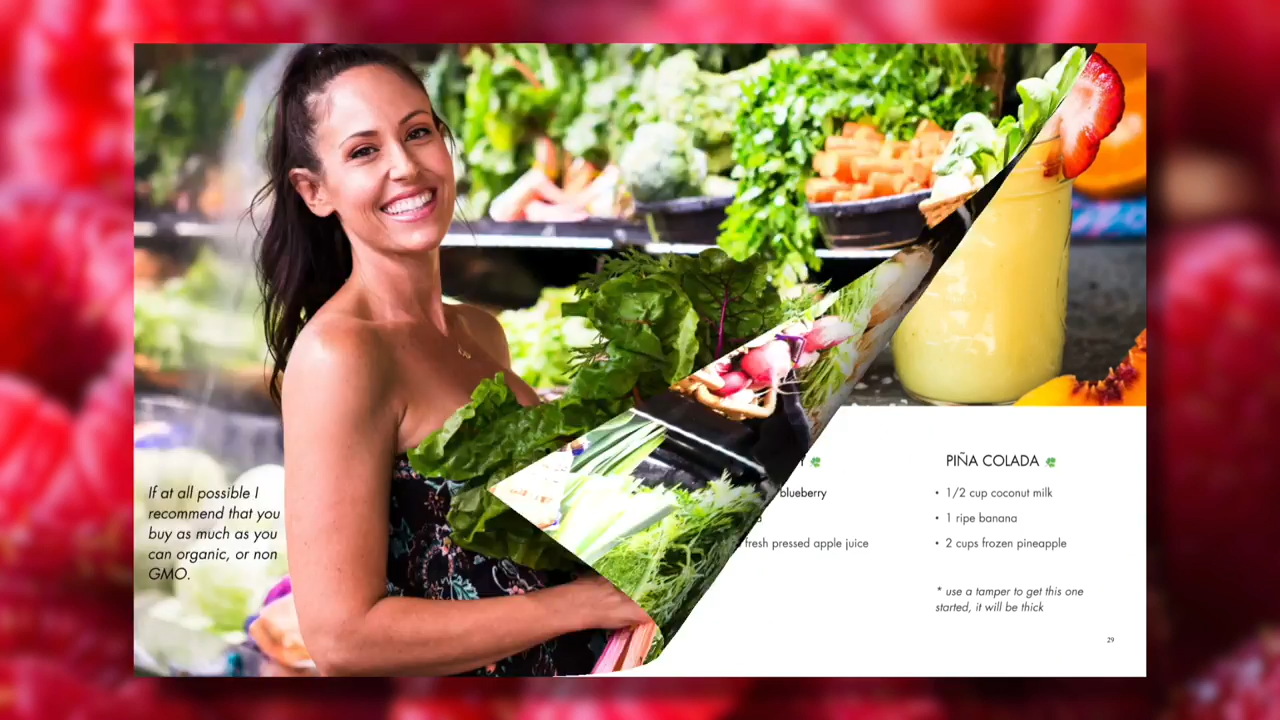 If at all possible I
recommend that you
buy as much as you
can organic, or non
GMO.
blueberry
fresh pressed apple juice
PIÑA COLADA
• 1/2 cup coconut milk
• 1 ripe banana
• 2 cups frozen pineapple
* use a tamper to get this one
started, it will be thick
29